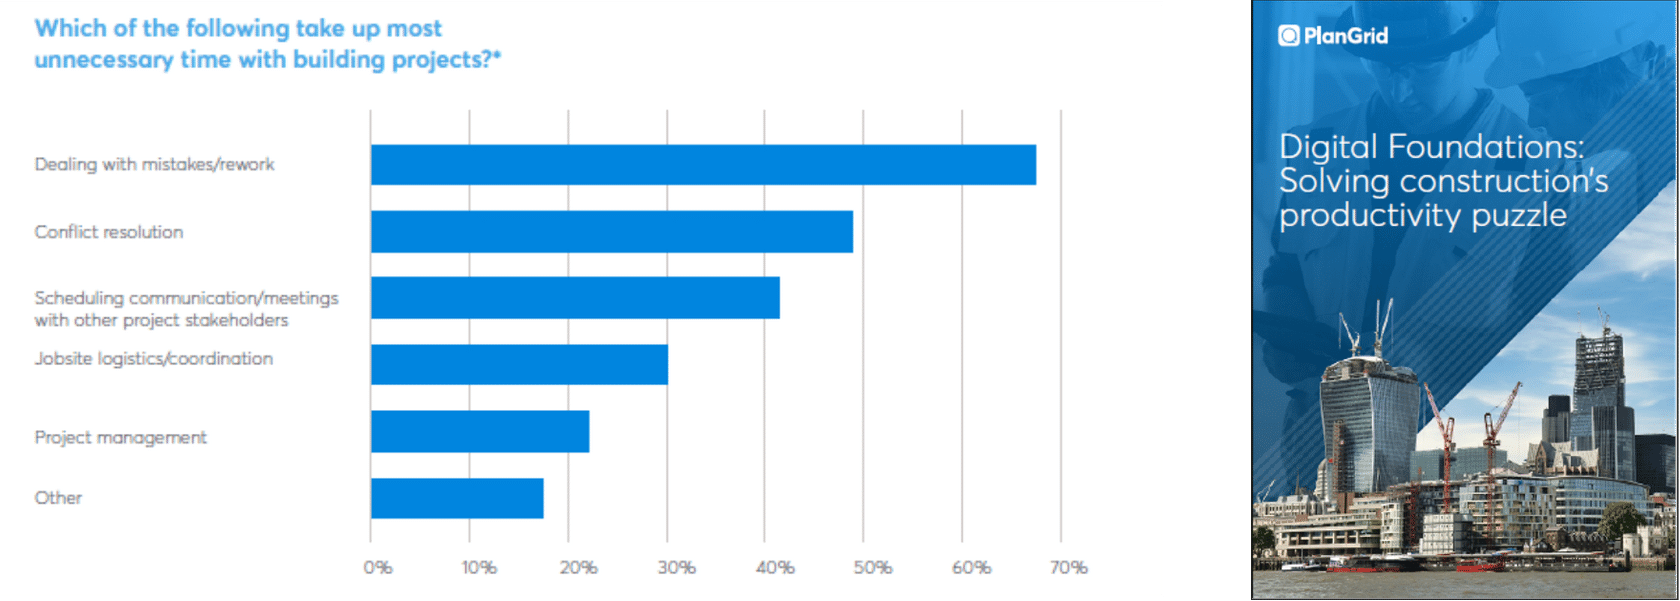 Which of the following take up most
unnecessary time with building projects?*
Dealing with mistakes/rework
Conflict resolution
Scheduling communication/meetings
with other project stakeholders
Jobsite logistics/coordination
Project management
Other
0% 10% 20% 30% 40% 50% 60% 70%
PlanGrid
Digital Foundations:
Solving construction's
productivity puzzle